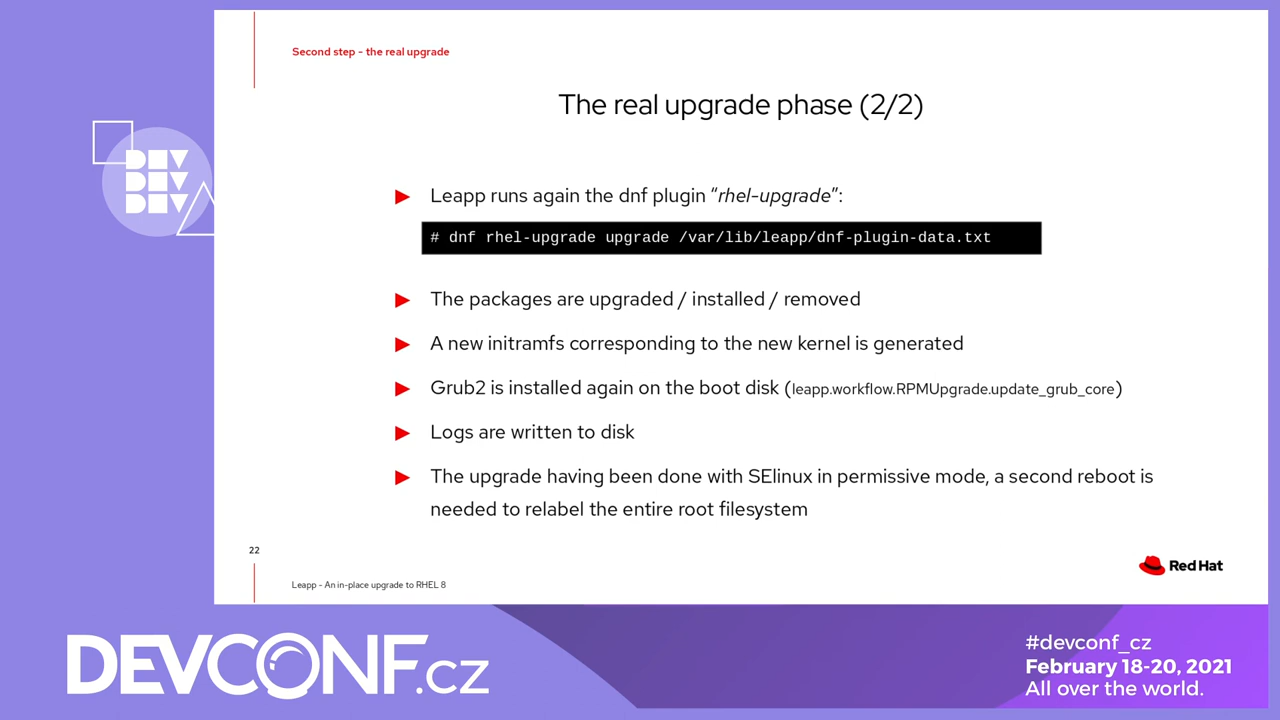 Second step - the real upgrade
The real upgrade phase (2/2)
DEV
DEV
DEV
Leapp runs again the dnf plugin “rhel-upgrade”:
# dnf rhel-upgrade upgrade /var/lib/leapp/dnf-plugin-data.txt
The packages are upgraded / installed / removed
A new initramfs corresponding to the new kernel is generated
Grub2 is installed again on the boot disk (leapp.workflow.RPMUpgrade.update_grub_core)
Logs are written to disk
The upgrade having been done with SElinux in permissive mode, a second reboot is
needed to relabel the entire root filesystem
22
Leapp - An in-place upgrade to RHEL 8
Red Hat
DEVCONF.cz
#devconf_cz
February 18-20, 2021
All over the world.